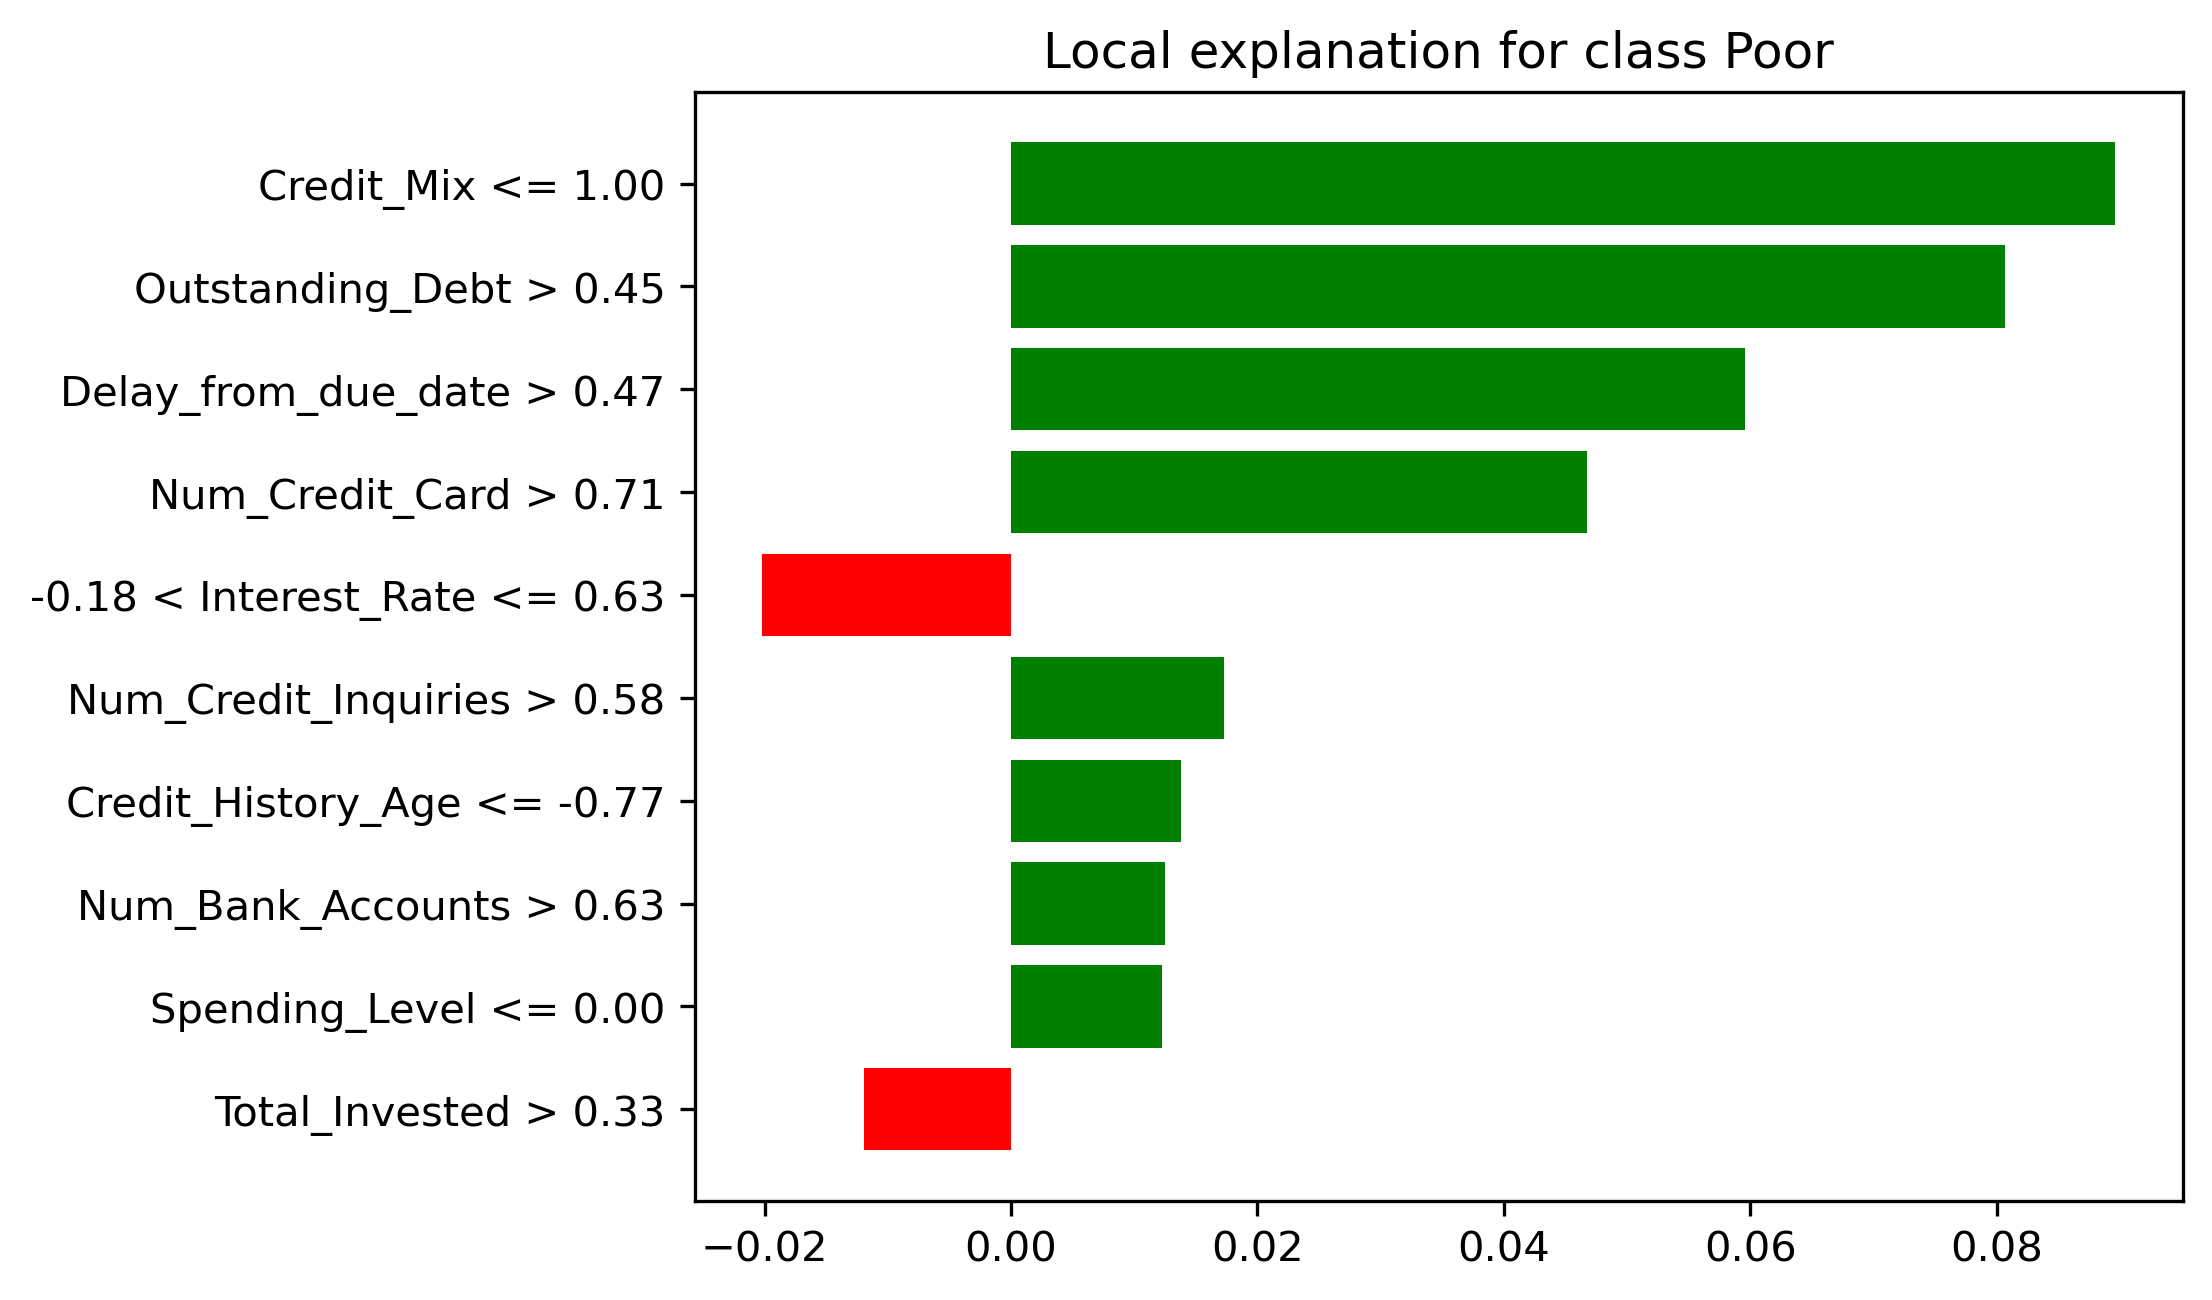 Local explanation for class Poor
Credit_Mix <= 1.00
Outstanding_Debt > 0.45
Delay_from_due_date > 0.47
Num_Credit_Card > 0.71
-0.18 < Interest_Rate <= 0.63
Num_Credit_Inquiries > 0.58
Credit_History_Age <= -0.77
Num_Bank_Accounts > 0.63
Spending_Level <= 0.00
Total_Invested > 0.33
−0.02 0.00 0.02 0.04 0.06 0.08